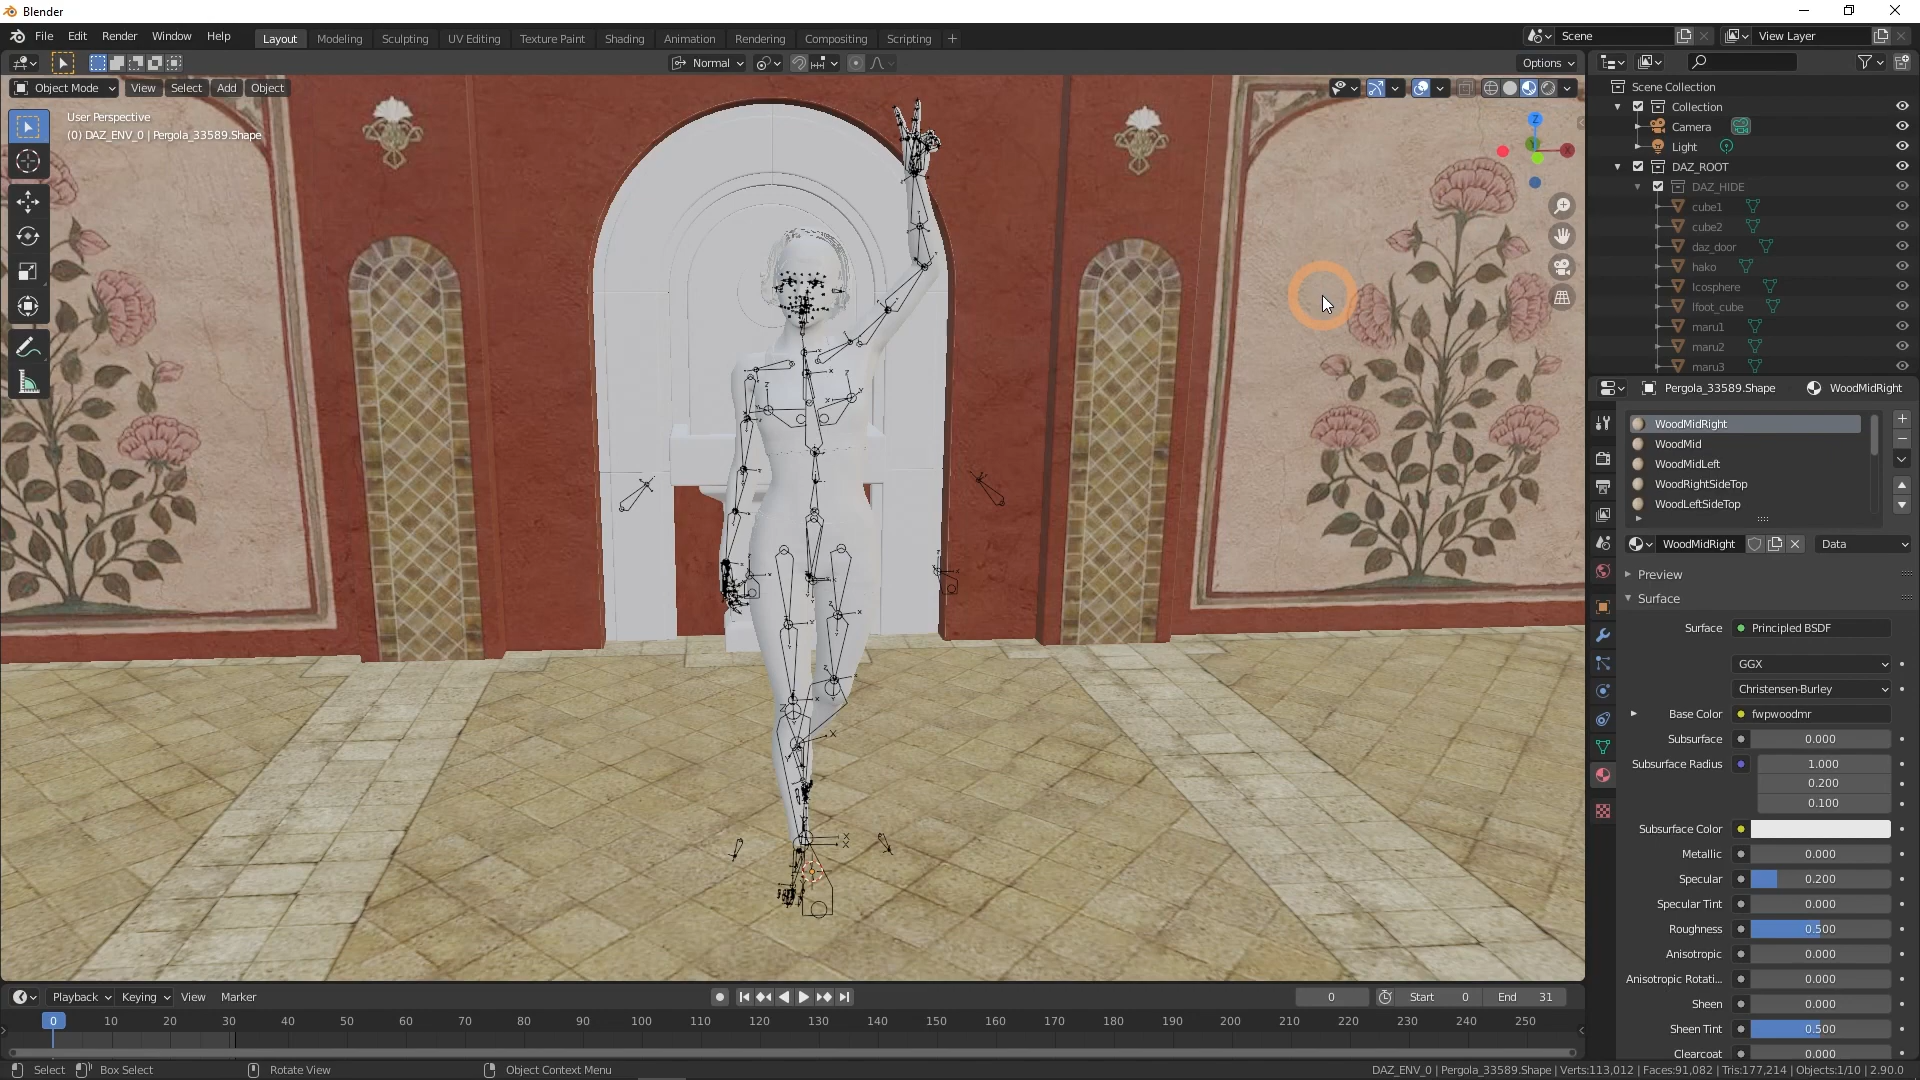 Blender
File Edit Render Window Help Layout Modeling Sculpting UV Editing Texture Paint Shading Animation Rendering Compositing Scripting + Scene View Layer
Normal Options
Object Mode View Select Add Object
User Perspective
(0) DAZ_ENV_0 | Pergola_33589.Shape
Z
Scene Collection
Collection
Camera
Light
DAZ_ROOT
DAZ_HIDE
cube1
cube2
daz_door
hako
Icosphere
lfoot_cube
maru1
maru2
maru3
Pergola_33589.Shape WoodMidRight
WoodMidRight
WoodMid
WoodMidLeft
WoodRightSideTop
WoodLeftSideTop
WoodMidRight Data
Preview
Surface
Surface Principled BSDF
GGX
Christensen-Burley
Base Color fwpwoodmr
Subsurface 0.000
Subsurface Radius 1.000
0.200
0.100
Subsurface Color
Metallic 0.000
Specular 0.200
Specular Tint 0.000
Roughness 0.500
Anisotropic 0.000
Anisotropic Rotati... 0.000
Sheen 0.000
Sheen Tint 0.500
Clearcoat 0.000
Playback Keying View Marker 0 Start 0 End 31
0 10 20 30 40 50 60 70 80 90 100 110 120 130 140 150 160 170 180 190 200 210 220 230 240 250
Select Box Select Rotate View Object Context Menu DAZ_ENV_0 | Pergola_33589.Shape | Verts:113,012 | Faces:91,082 | Tris:177,214 | Objects:1/10 | 2.90.0